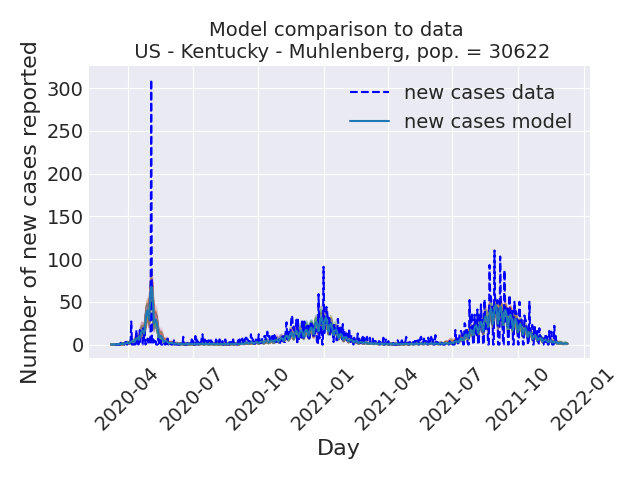 Model comparison to data
US - Kentucky - Muhlenberg, pop. = 30622
Number of new cases reported
300
250
200
150
100
50
0
new cases data
new cases model
2020-04
2020-07
2020-10
2021-01
2021-04
2021-07
2021-10
2022-01
Day